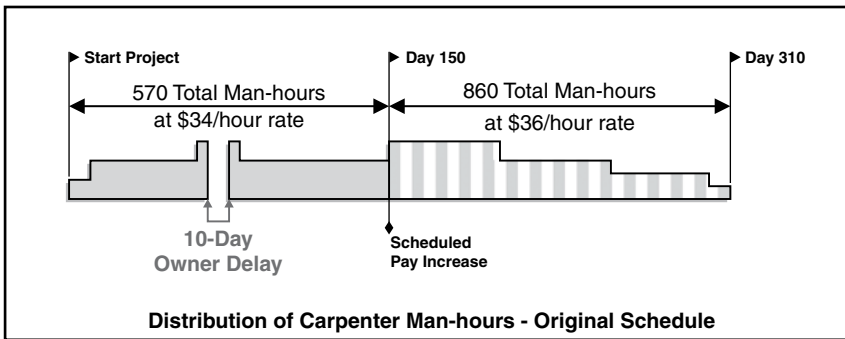 Start Project
Day 150
Day 310
570 Total Man-hours
at $34/hour rate
860 Total Man-hours
at $36/hour rate
10-Day
Owner Delay
Scheduled
Pay Increase
Distribution of Carpenter Man-hours - Original Schedule